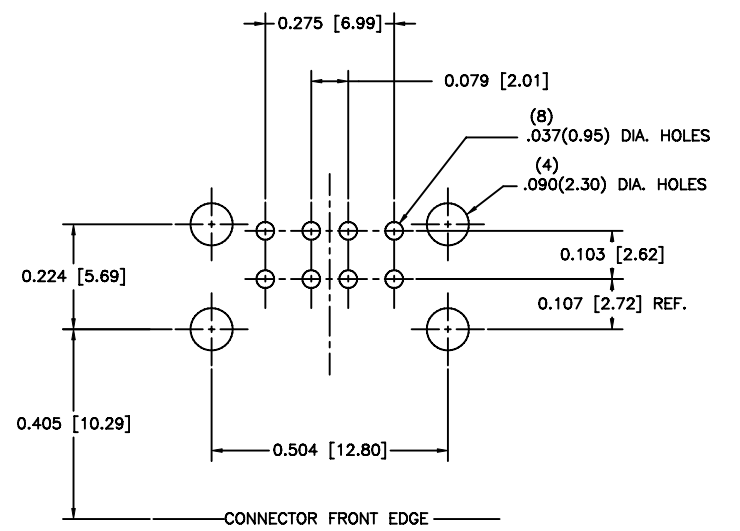 0.275 [6.99]
0.079 [2.01]
(8)
.037(0.95) DIA. HOLES
(4)
.090(2.30) DIA. HOLES
0.103 [2.62]
0.224 [5.69]
0.107 [2.72] REF.
0.405 [10.29]
0.504 [12.80]
CONNECTOR FRONT EDGE